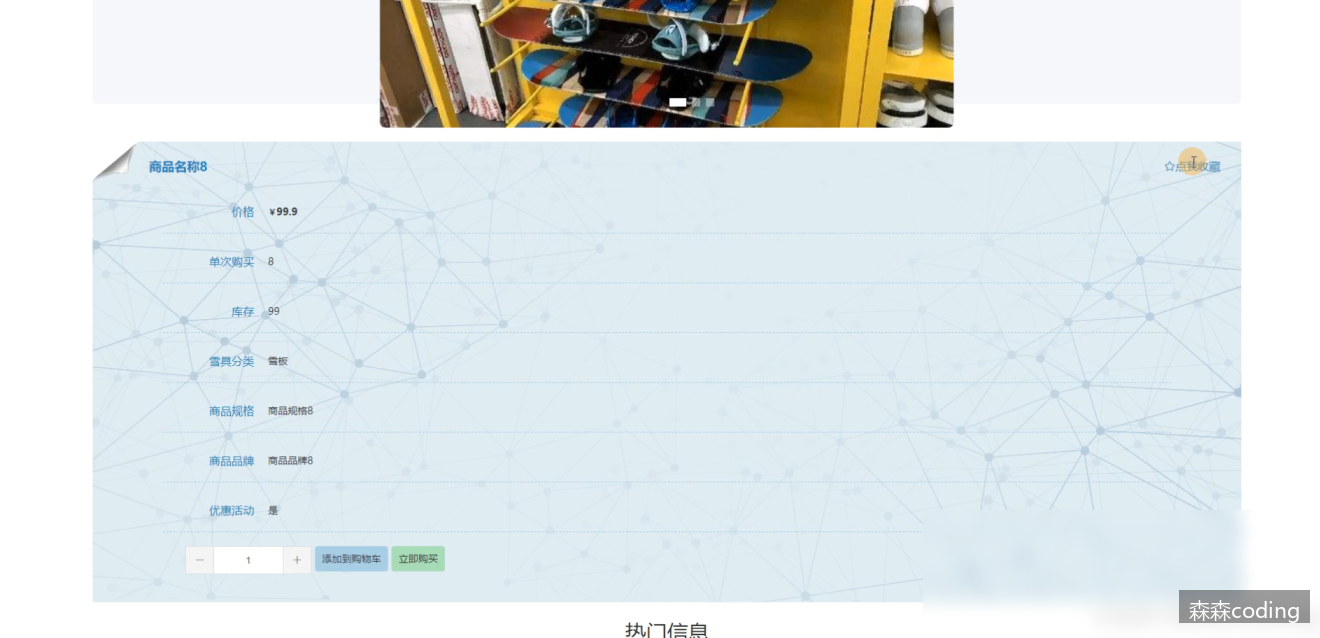 商品名称8
☆点我收藏
价格 ¥99.9
单次购买 8
库存 99
雪具分类 雪板
商品规格 商品规格8
商品品牌 商品品牌8
优惠活动 是
− 1 + 添加到购物车 立即购买
热门信息
森森coding